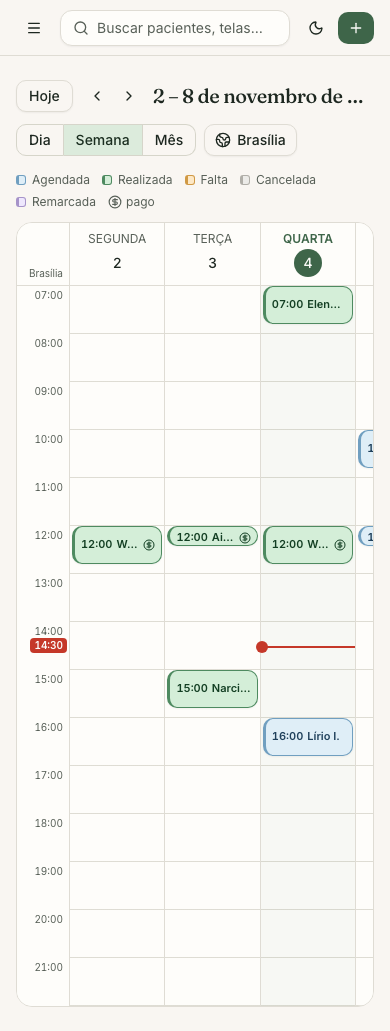 Buscar pacientes, telas...
Hoje
2 – 8 de novembro de ...
Dia Semana Mês Brasília
Agendada Realizada Falta Cancelada
Remarcada pago
SEGUNDA TERÇA QUARTA
Brasília 2 3 4
07:00
07:00 Elen...
08:00
09:00
10:00
11:00
12:00
12:00 W... 12:00 Ai... 12:00 W...
13:00
14:00
14:30
15:00
15:00 Narci...
16:00
16:00 Lírio I.
17:00
18:00
19:00
20:00
21:00